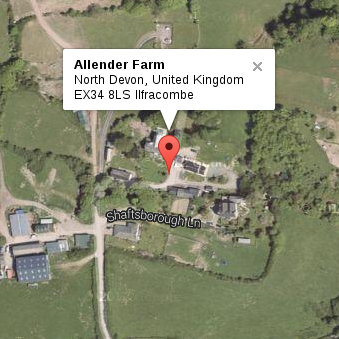 Allender Farm
North Devon, United Kingdom
EX34 8LS Ilfracombe
Shaftsborough Ln